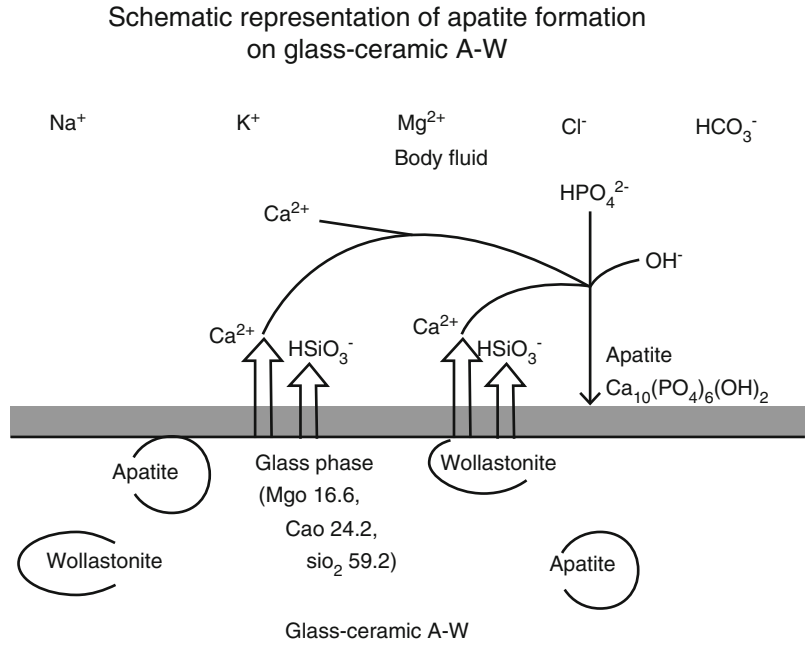 Schematic representation of apatite formation
on glass-ceramic A-W
Na⁺ K⁺ Mg²⁺ Cl⁻ HCO₃⁻
Body fluid
HPO₄²⁻
Ca²⁺
OH⁻
Ca²⁺ HSiO₃⁻ Ca²⁺ HSiO₃⁻
Apatite
Ca₁₀(PO₄)₆(OH)₂
Apatite
Glass phase
(Mgo 16.6,
Cao 24.2,
sio₂ 59.2)
Wollastonite
Wollastonite
Apatite
Glass-ceramic A-W